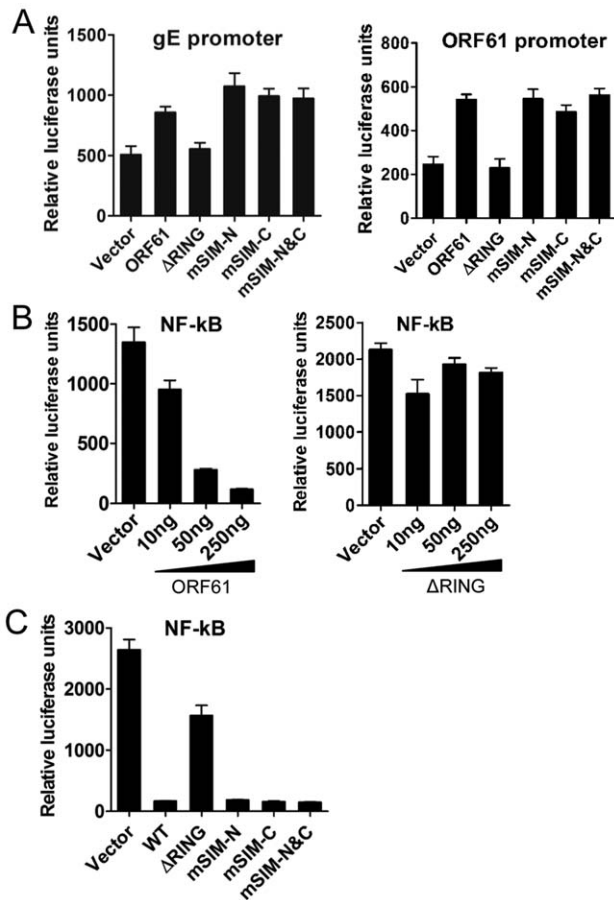 A
gE promoter
Relative luciferase units
1500
1000
500
0
Vector
ORF61
ΔRING
mSIM-N
mSIM-C
mSIM-N&C
ORF61 promoter
Relative luciferase units
800
600
400
200
0
Vector
ORF61
ΔRING
mSIM-N
mSIM-C
mSIM-N&C
B
NF-kB
Relative luciferase units
1500
1000
500
0
Vector
10ng
50ng
250ng
ORF61
NF-kB
Relative luciferase units
2500
2000
1500
1000
500
0
Vector
10ng
50ng
250ng
ΔRING
C
NF-kB
Relative luciferase units
3000
2000
1000
0
Vector
WT
ΔRING
mSIM-N
mSIM-C
mSIM-N&C